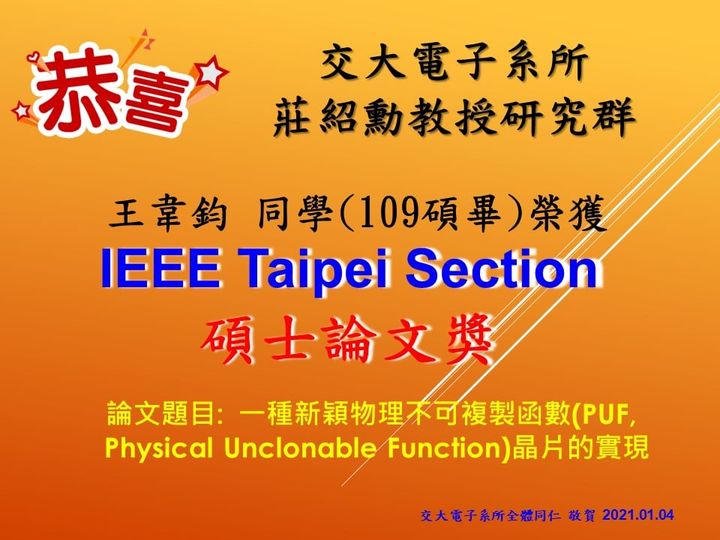 恭喜
交大電子系所
莊紹勳教授研究群
王韋鈞 同學(109碩畢)榮獲
IEEE Taipei Section
碩士論文獎
論文題目: 一種新穎物理不可複製函數(PUF,
Physical Unclonable Function)晶片的實現
交大電子系所全體同仁 敬賀 2021.01.04